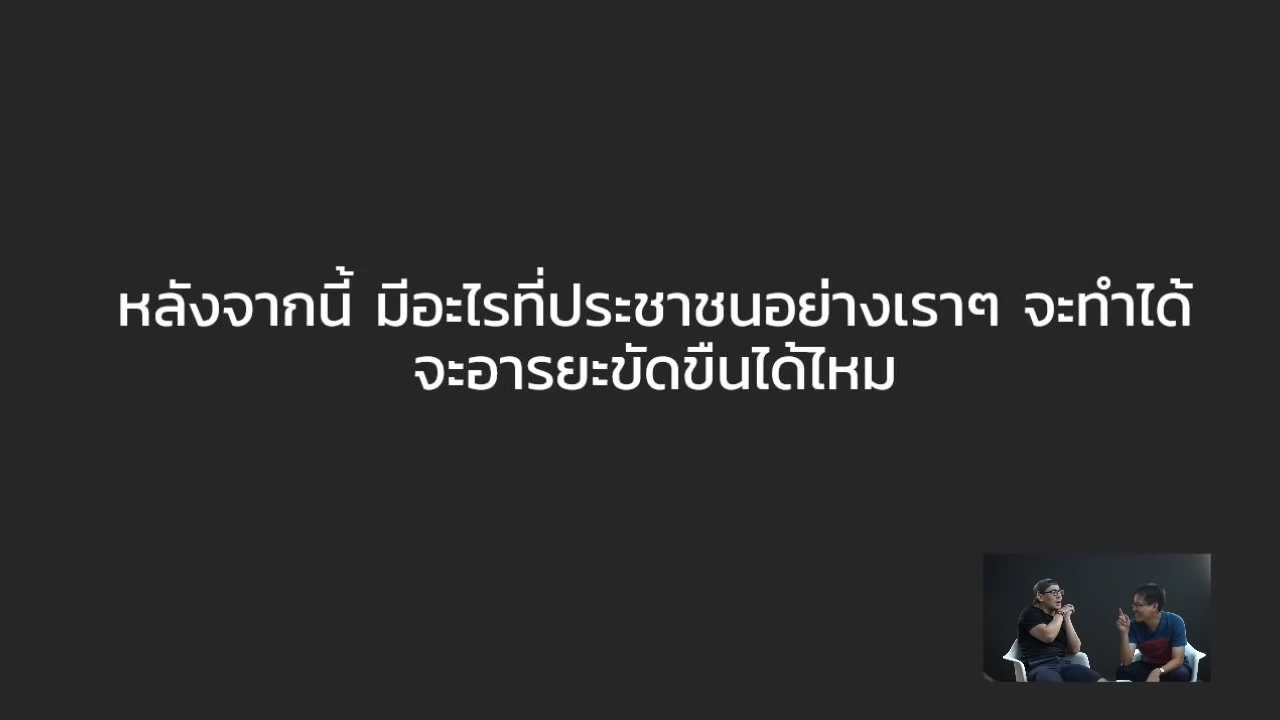 หลังจากนี้ มีอะไรที่ประชาชนอย่างเราๆ จะทำได้
จะอารยะขัดขืนได้ไหม